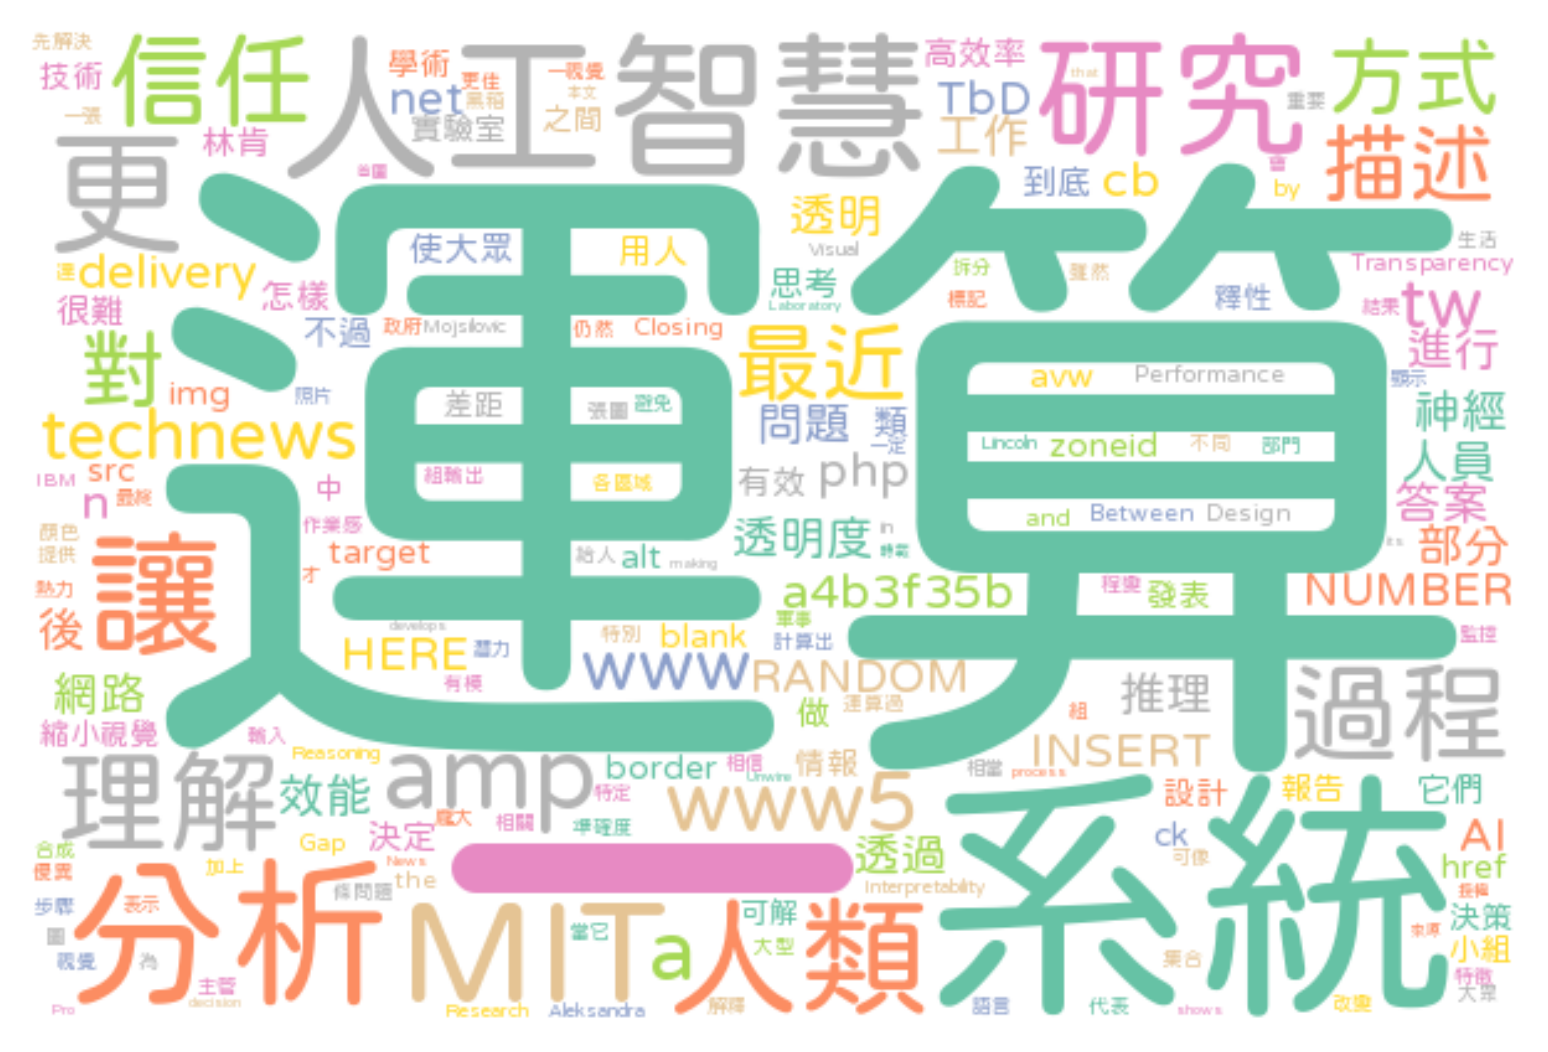 先解決
技術
一張
信任
林肯
人工智慧
學術
更佳
一視覺
本文
net
黑箱
實驗室
之間
高效率
TbD
工作
研究
that
重要
方式
描述
更
首圖
到底
cb
會
by
透明
Visual
生活
Transparency
運
delivery
使大眾
用人
思考
Laboratory
拆分
雖然
標記
釋性
結果
tw
很難
怎樣
不過
政府
Mojsilovic
仍然
Closing
最近
進行
對
img
照片
差距
張圖
避免
avw
Performance
顯示
technews
問題
類
一定
Lincoln
zoneid
不同
部門
神經
人員
IBM
src
n
最終
中
組輸出
各區域
有效
php
答案
顏色
提供
作業感
target
給人
alt
making
透明度
in
and
Between
Design
its
部分
熱力
讓
才
a4b3f35b
程變
發表
NUMBER
後
develops
HERE
潛力
特別
blank
軍事
計算出
監控
運算
網路
有模
www
RANDOM
做
運算過
推理
組
過程
縮小視覺
輸入
Reasoning
border
相信
Unwire
情報
相當
process
INSERT
理解
效能
amp
特定
www5
設計
報告
它們
龐大
相關
準確度
決定
Gap
合成
優異
加上
News
the
條問題
一
透過
Interpretability
ck
可像
AI
href
步驟
表示
分析
MIT
當它
a
人類
可解
大型
系統
決策
小組
圖
視覺
為
集合
特徵
大眾
主管
decision
Pro
Research
Aleksandra
解釋
語言
代表
shows
改變